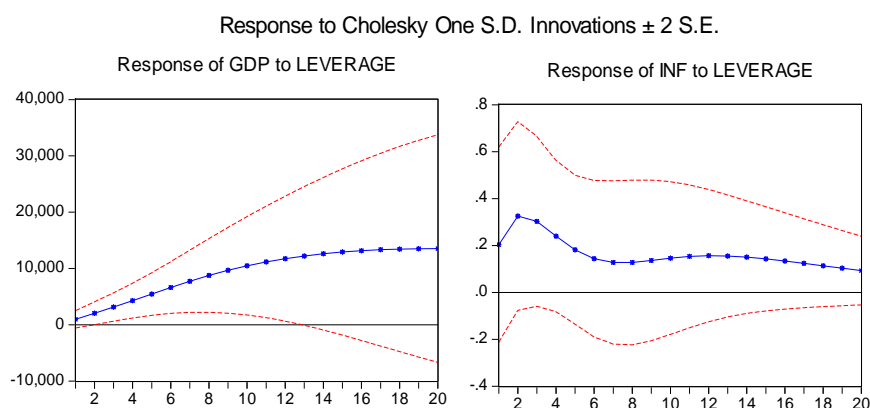 Response to Cholesky One S.D. Innovations ± 2 S.E.
Response of GDP to LEVERAGE
40,000
30,000
20,000
10,000
0
-10,000
2 4 6 8 10 12 14 16 18 20
Response of INF to LEVERAGE
.8
.6
.4
.2
.0
-.2
-.4
2 4 6 8 10 12 14 16 18 20